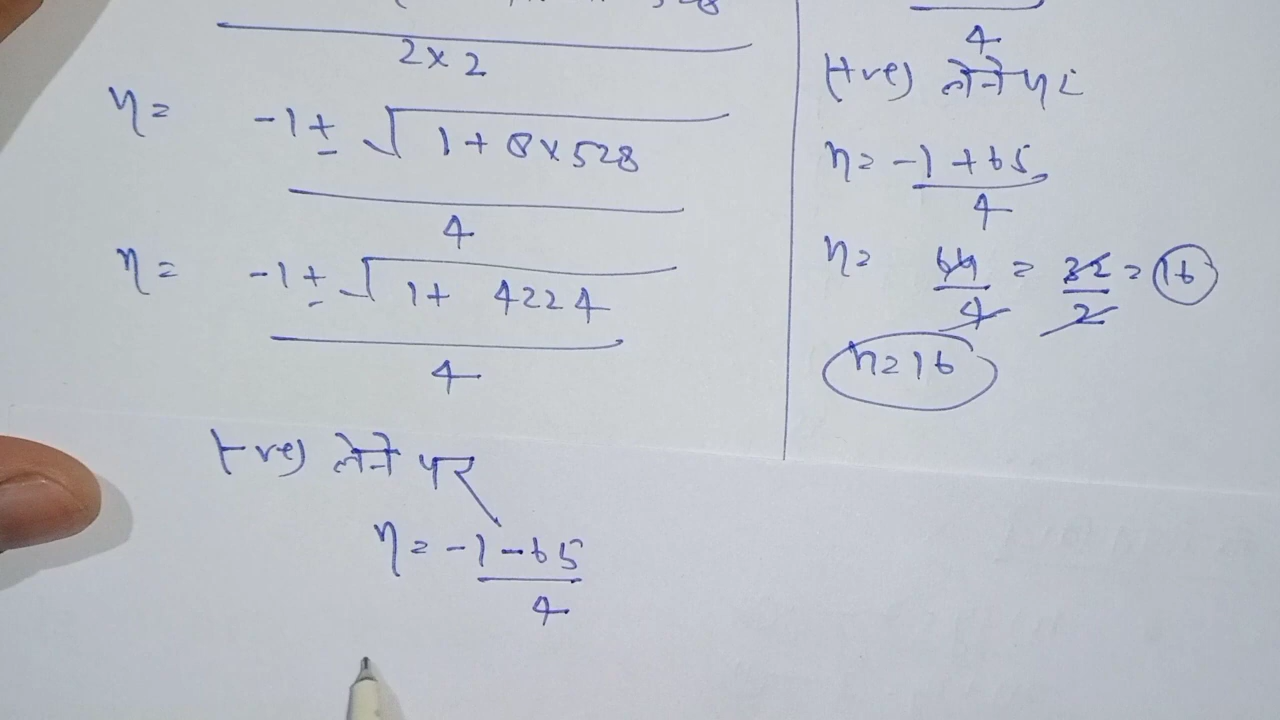 528
2×2
η= -1± √1+8×528
4
η= -1± √1+ 4224
4
+ve) लेने पर
η = -1-65
4
4
(+ve) लेने पर
η= -1+65
4
η= 64/4 = 32/2 = 16
η=16